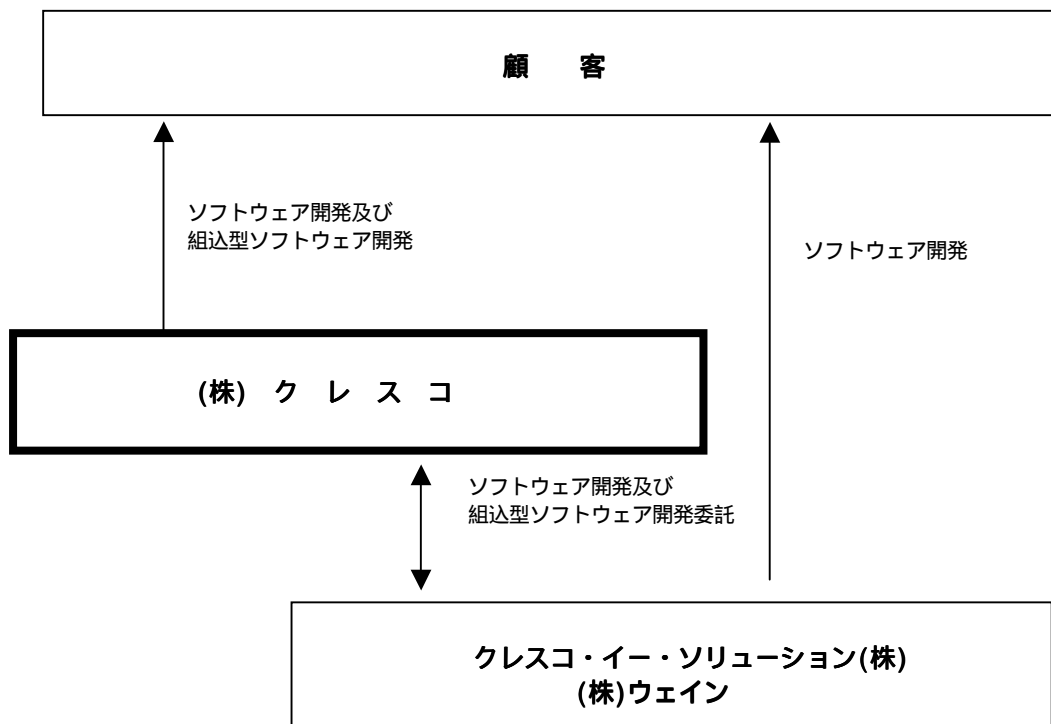 顧　客
ソフトウェア開発及び
組込型ソフトウェア開発
ソフトウェア開発
(株)　ク　レ　ス　コ
ソフトウェア開発及び
組込型ソフトウェア開発委託
クレスコ・イー・ソリューション(株)
(株)ウェイン